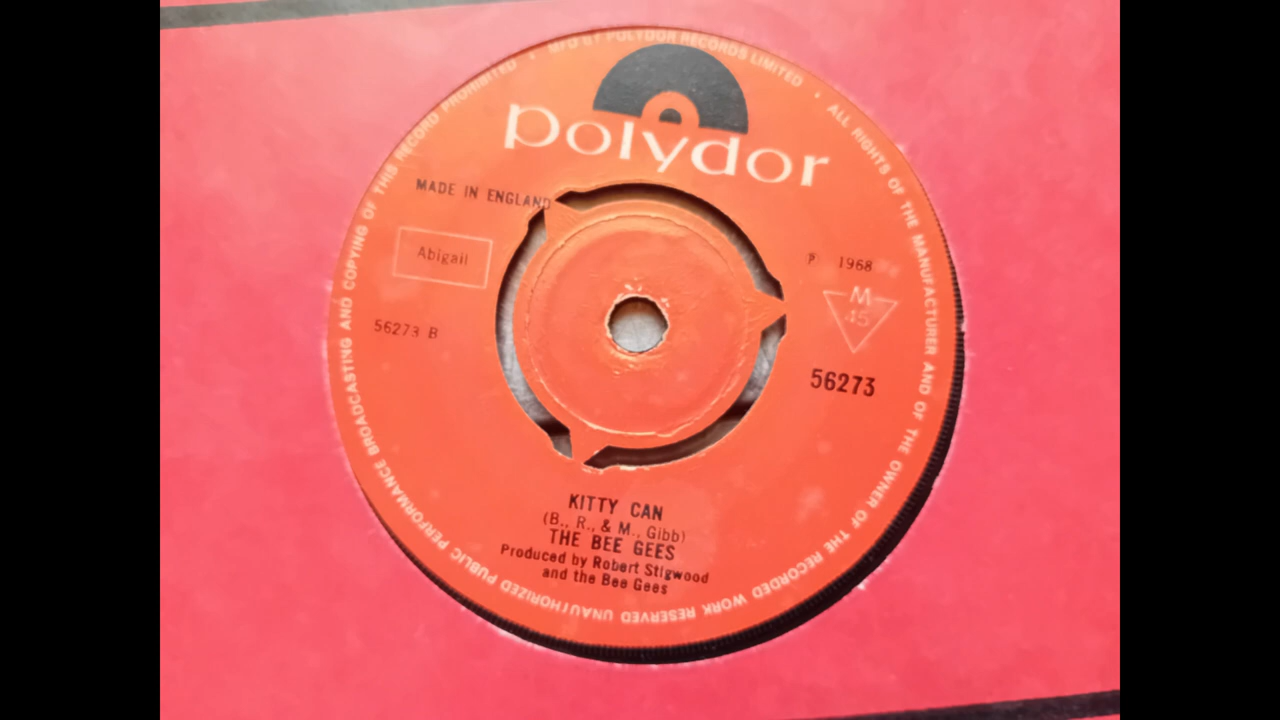 MFD BY POLYDOR RECORDS LIMITED • ALL RIGHTS OF THE MANUFACTURER AND OF THE OWNER OF THE RECORDED WORK RESERVED UNAUTHORIZED PUBLIC PERFORMANCE BROADCASTING AND COPYING OF THIS RECORD PROHIBITED •
polydor
MADE IN ENGLAND
Abigail
56273 B
℗ 1968
M
45
56273
KITTY CAN
(B., R., & M., Gibb)
THE BEE GEES
Produced by Robert Stigwood
and the Bee Gees